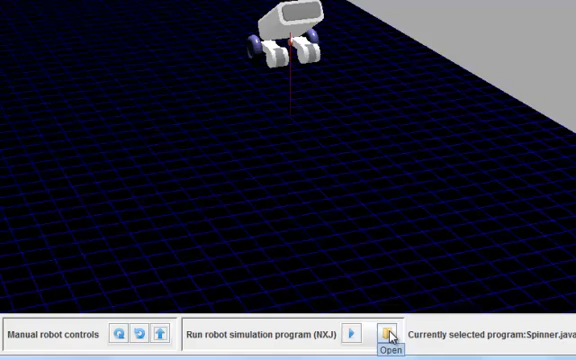 Manual robot controls
Run robot simulation program (NXJ)
Currently selected program:Spinner.java
Open